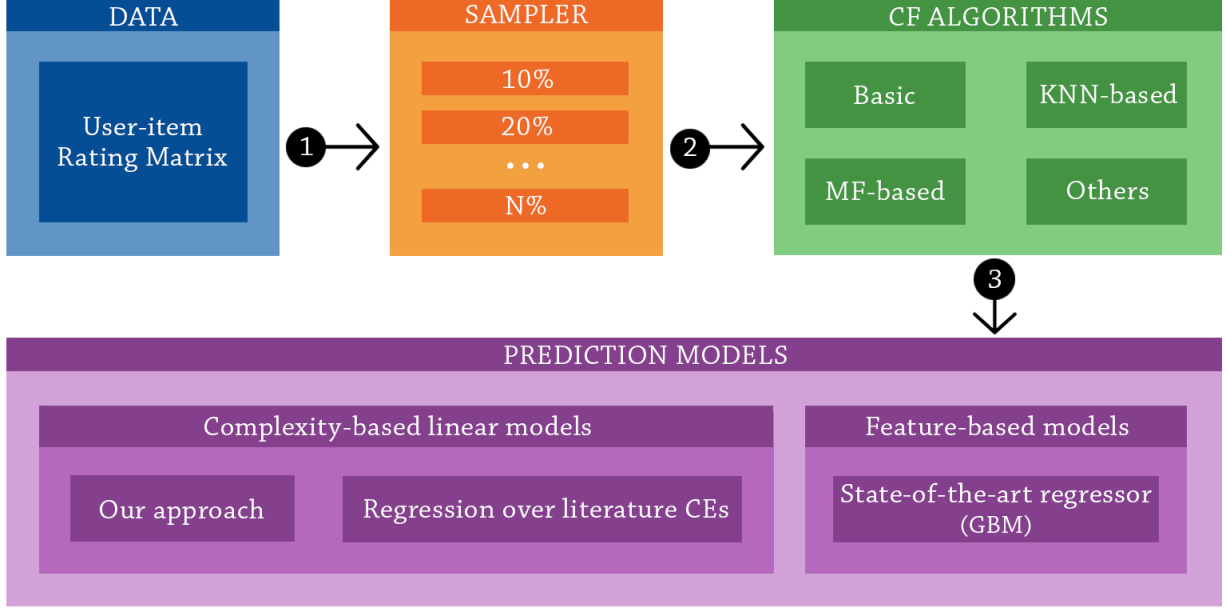 DATA
User-item
Rating Matrix
1
SAMPLER
10%
20%
...
N%
2
CF ALGORITHMS
Basic
KNN-based
MF-based
Others
3
PREDICTION MODELS
Complexity-based linear models
Our approach
Regression over literature CEs
Feature-based models
State-of-the-art regressor
(GBM)